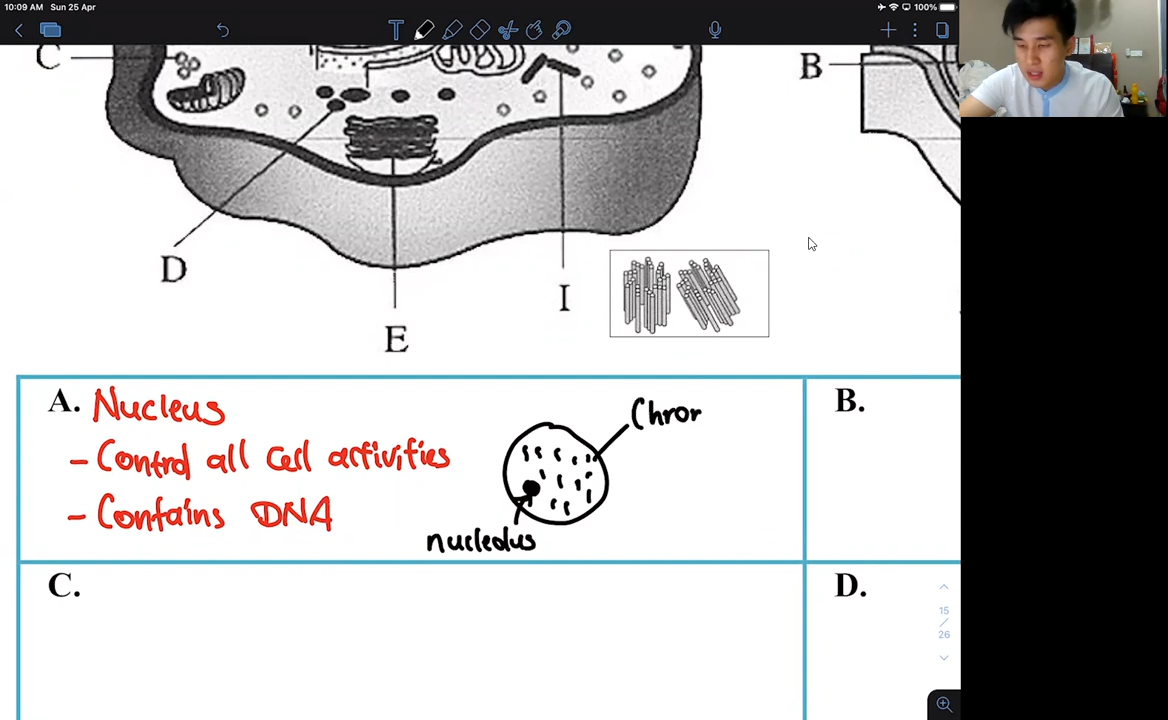 10:09 AM Sun 25 Apr
100%
T
C
B
D
E
I
A. Nucleus
- Control all cell activities
- Contains DNA
Chror
nucleolus
B.
C.
D.
15
/
26